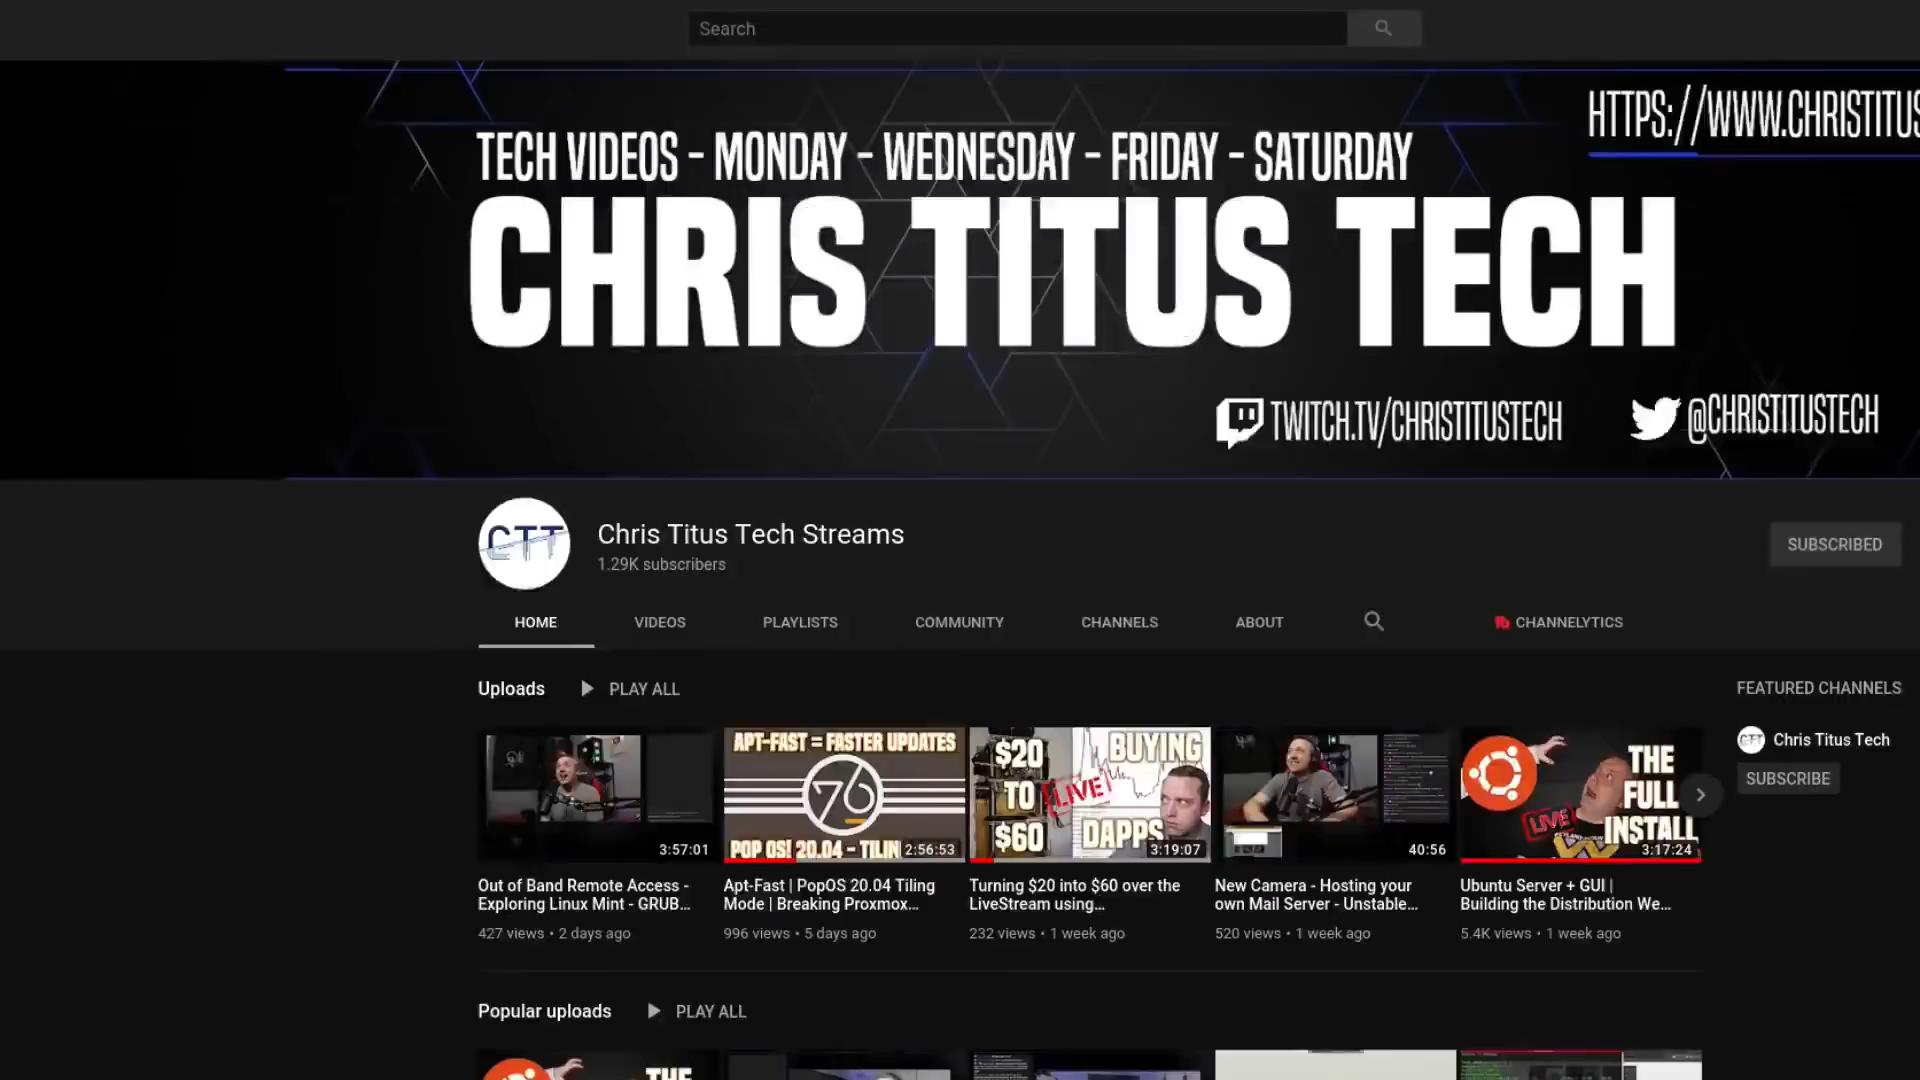 Search
HTTPS://WWW.CHRISTITUS
TECH VIDEOS - MONDAY - WEDNESDAY - FRIDAY - SATURDAY
CHRIS TITUS TECH
TWITCH.TV/CHRISTITUSTECH
@CHRISTITUSTECH
CTT
Chris Titus Tech Streams
1.29K subscribers
SUBSCRIBED
HOME
VIDEOS
PLAYLISTS
COMMUNITY
CHANNELS
ABOUT
CHANNELYTICS
Uploads
PLAY ALL
FEATURED CHANNELS
CTT
Chris Titus Tech
SUBSCRIBE
3:57:01
APT-FAST = FASTER UPDATES
76
POP OS! 20.04 - TILIN
2:56:53
$20
TO
$60
LIVE
BUYING
DAPPS
3:19:07
40:56
THE
FULL
INSTALL
LIVE
3:17:24
Out of Band Remote Access -
Exploring Linux Mint - GRUB...
427 views • 2 days ago
Apt-Fast | PopOS 20.04 Tiling
Mode | Breaking Proxmox...
996 views • 5 days ago
Turning $20 into $60 over the
LiveStream using...
232 views • 1 week ago
New Camera - Hosting your
own Mail Server - Unstable...
520 views • 1 week ago
Ubuntu Server + GUI |
Building the Distribution We...
5.4K views • 1 week ago
Popular uploads
PLAY ALL
THE